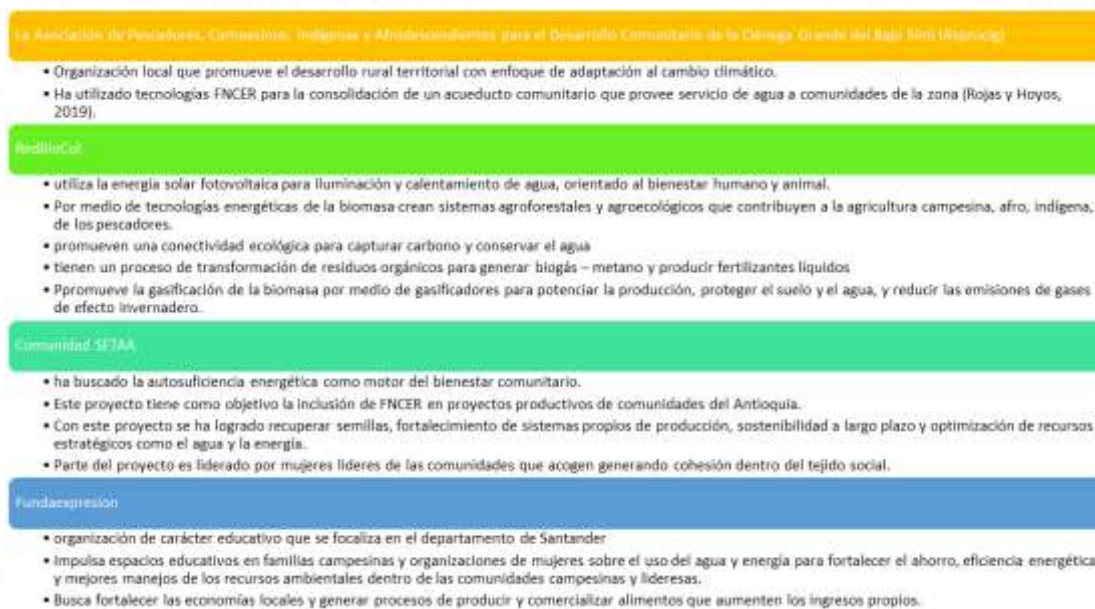 La Asociación de Pescadores, Campesinos, Indígenas y Afrodescendientes para el Desarrollo Comunitario de la Ciénaga Grande del Bajo Sinú (Asprocig)
• Organización local que promueve el desarrollo rural territorial con enfoque de adaptación al cambio climático.
• Ha utilizado tecnologías FNCER para la consolidación de un acueducto comunitario que provee servicio de agua a comunidades de la zona (Rojas y Hoyos,
2019).
RedBioCol
• utiliza la energía solar fotovoltaica para iluminación y calentamiento de agua, orientado al bienestar humano y animal.
• Por medio de tecnologías energéticas de la biomasa crean sistemas agroforestales y agroecológicos que contribuyen a la agricultura campesina, afro, indígena,
de los pescadores.
• promueven una conectividad ecológica para capturar carbono y conservar el agua
• tienen un proceso de transformación de residuos orgánicos para generar biogás – metano y producir fertilizantes líquidos
• Ppromueve la gasificación de la biomasa por medio de gasificadores para potenciar la producción, proteger el suelo y el agua, y reducir las emisiones de gases
de efecto invernadero.
Comunidad SETAA
• ha buscado la autosuficiencia energética como motor del bienestar comunitario.
• Este proyecto tiene como objetivo la inclusión de FNCER en proyectos productivos de comunidades del Antioquia.
• Con este proyecto se ha logrado recuperar semillas, fortalecimiento de sistemas propios de producción, sostenibilidad a largo plazo y optimización de recursos
estratégicos como el agua y la energía.
• Parte del proyecto es liderado por mujeres lideres de las comunidades que acogen generando cohesión dentro del tejido social.
Fundaexpresión
• organización de carácter educativo que se focaliza en el departamento de Santander
• Impulsa espacios educativos en familias campesinas y organizaciones de mujeres sobre el uso del agua y energía para fortalecer el ahorro, eficiencia energética
y mejores manejos de los recursos ambientales dentro de las comunidades campesinas y lideresas.
• Busca fortalecer las economías locales y generar procesos de producir y comercializar alimentos que aumenten los ingresos propios.